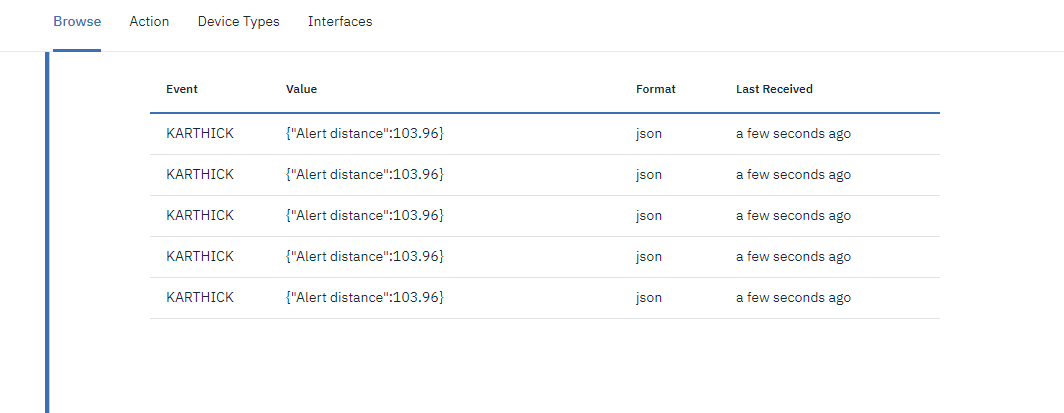 Browse Action Device Types Interfaces
Event Value Format Last Received
KARTHICK {"Alert distance":103.96} json a few seconds ago
KARTHICK {"Alert distance":103.96} json a few seconds ago
KARTHICK {"Alert distance":103.96} json a few seconds ago
KARTHICK {"Alert distance":103.96} json a few seconds ago
KARTHICK {"Alert distance":103.96} json a few seconds ago